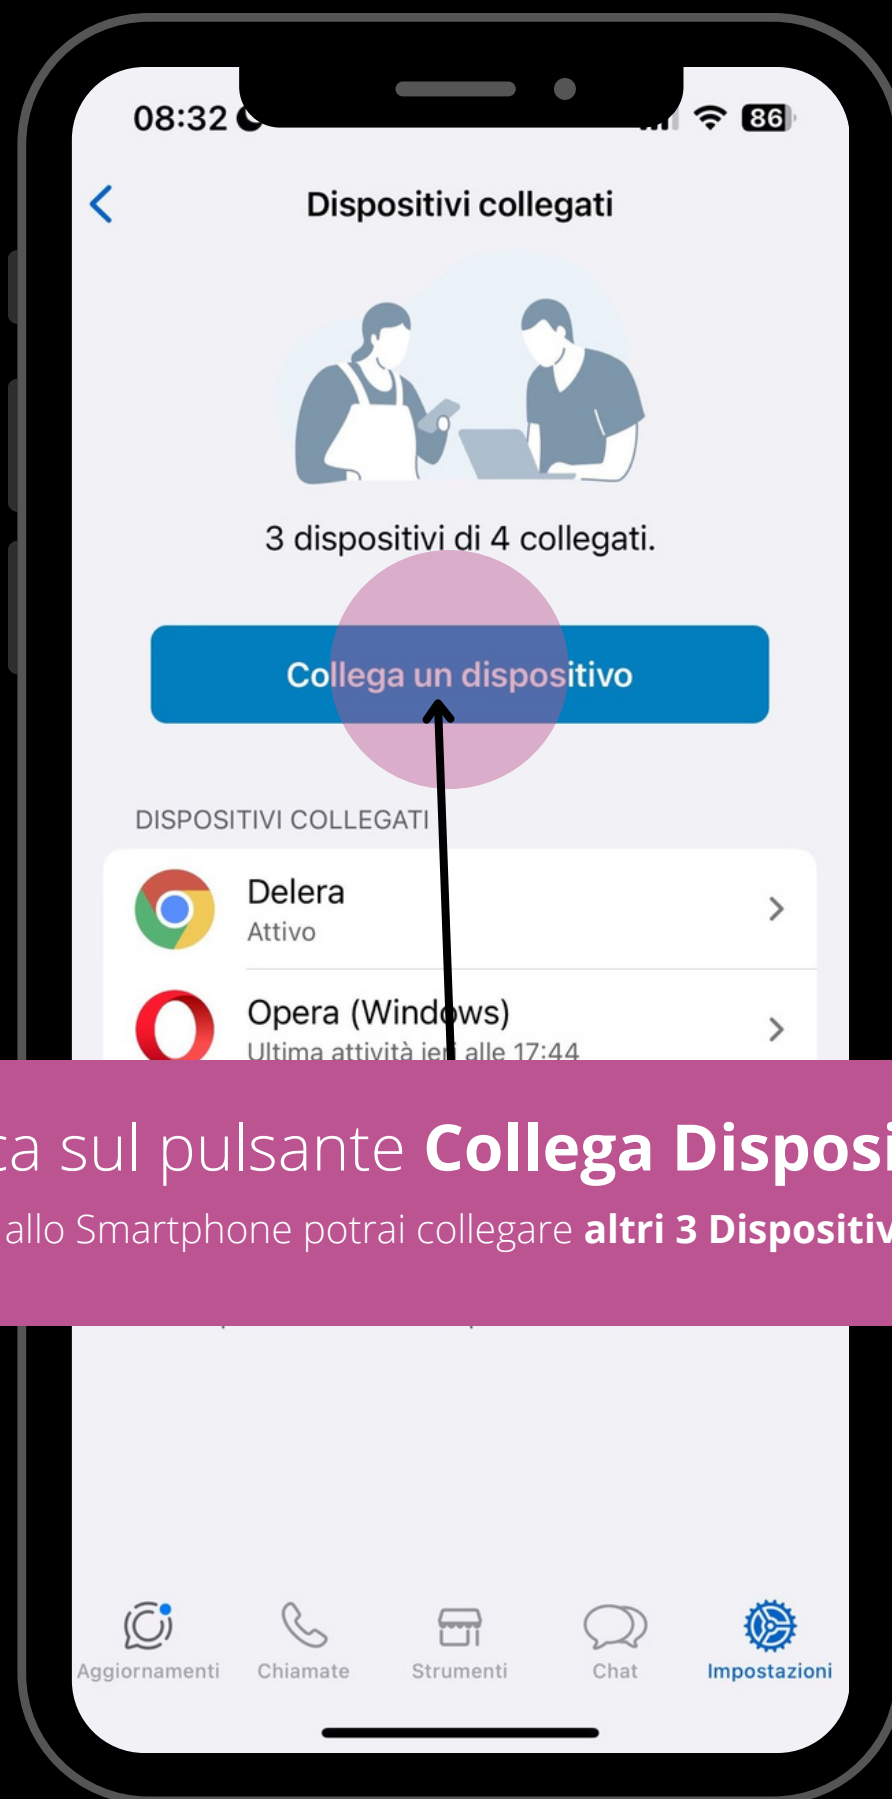 08:32
86
Dispositivi collegati
3 dispositivi di 4 collegati.
Collega un dispositivo
DISPOSITIVI COLLEGATI
Delera
Attivo
Opera (Windows)
Ultima attività ieri alle 17:44
sul pulsante Collega
allo Smartphone potrai collegare altri 3
Aggiornamenti
Chiamate
Strumenti
Chat
Impostazioni